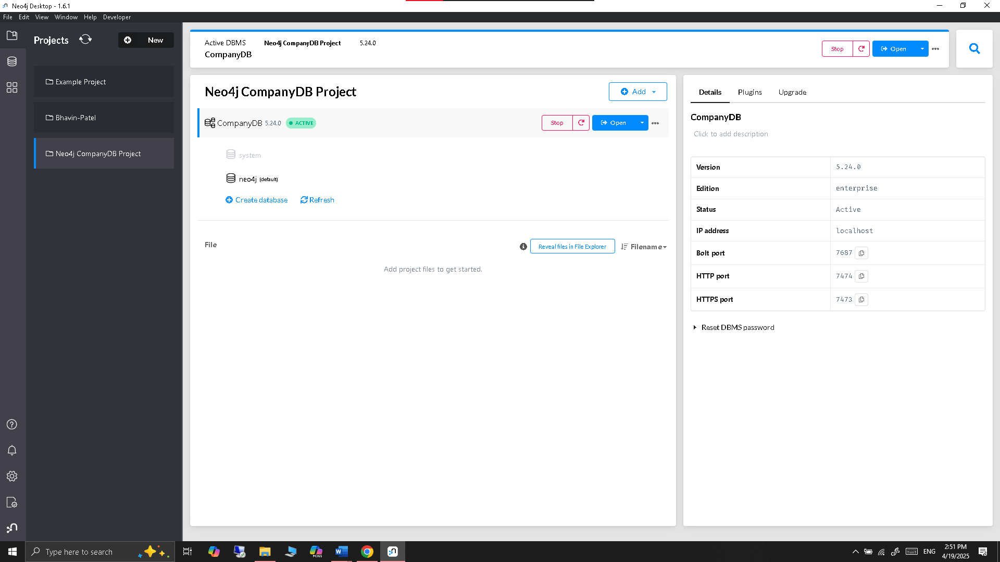 Neo4j Desktop - 1.6.1
File Edit View Window Help Developer
Projects
New
Example Project
Bhavin-Patel
Neo4j CompanyDB Project
Active DBMS Neo4j CompanyDB Project 5.24.0
CompanyDB
Stop Open
Neo4j CompanyDB Project
Add
CompanyDB 5.24.0 ACTIVE
Stop Open
system
neo4j (default)
Create database Refresh
File
Reveal files in File Explorer
Filename
Add project files to get started.
Details Plugins Upgrade
CompanyDB
Click to add description
Version 5.24.0
Edition enterprise
Status Active
IP address localhost
Bolt port 7687
HTTP port 7474
HTTPS port 7473
Reset DBMS password
Type here to search
M365
ENG
2:51 PM
4/19/2025